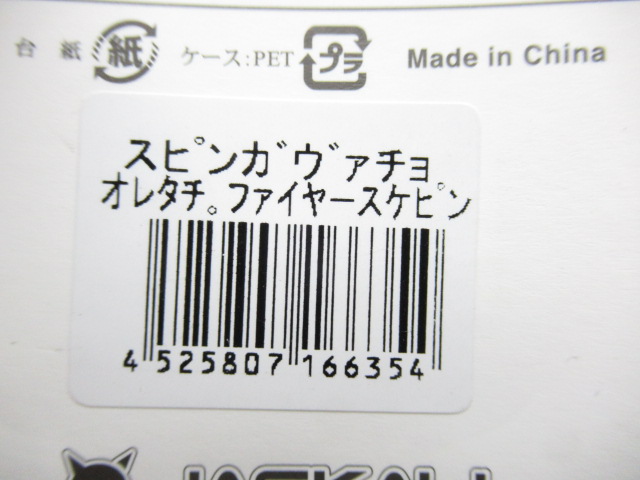 台紙 紙 ケース:PET プラ Made in China
スピンガヴァチョ
オレタチ。ファイヤースケピン
4 525807 166354
JACKALL